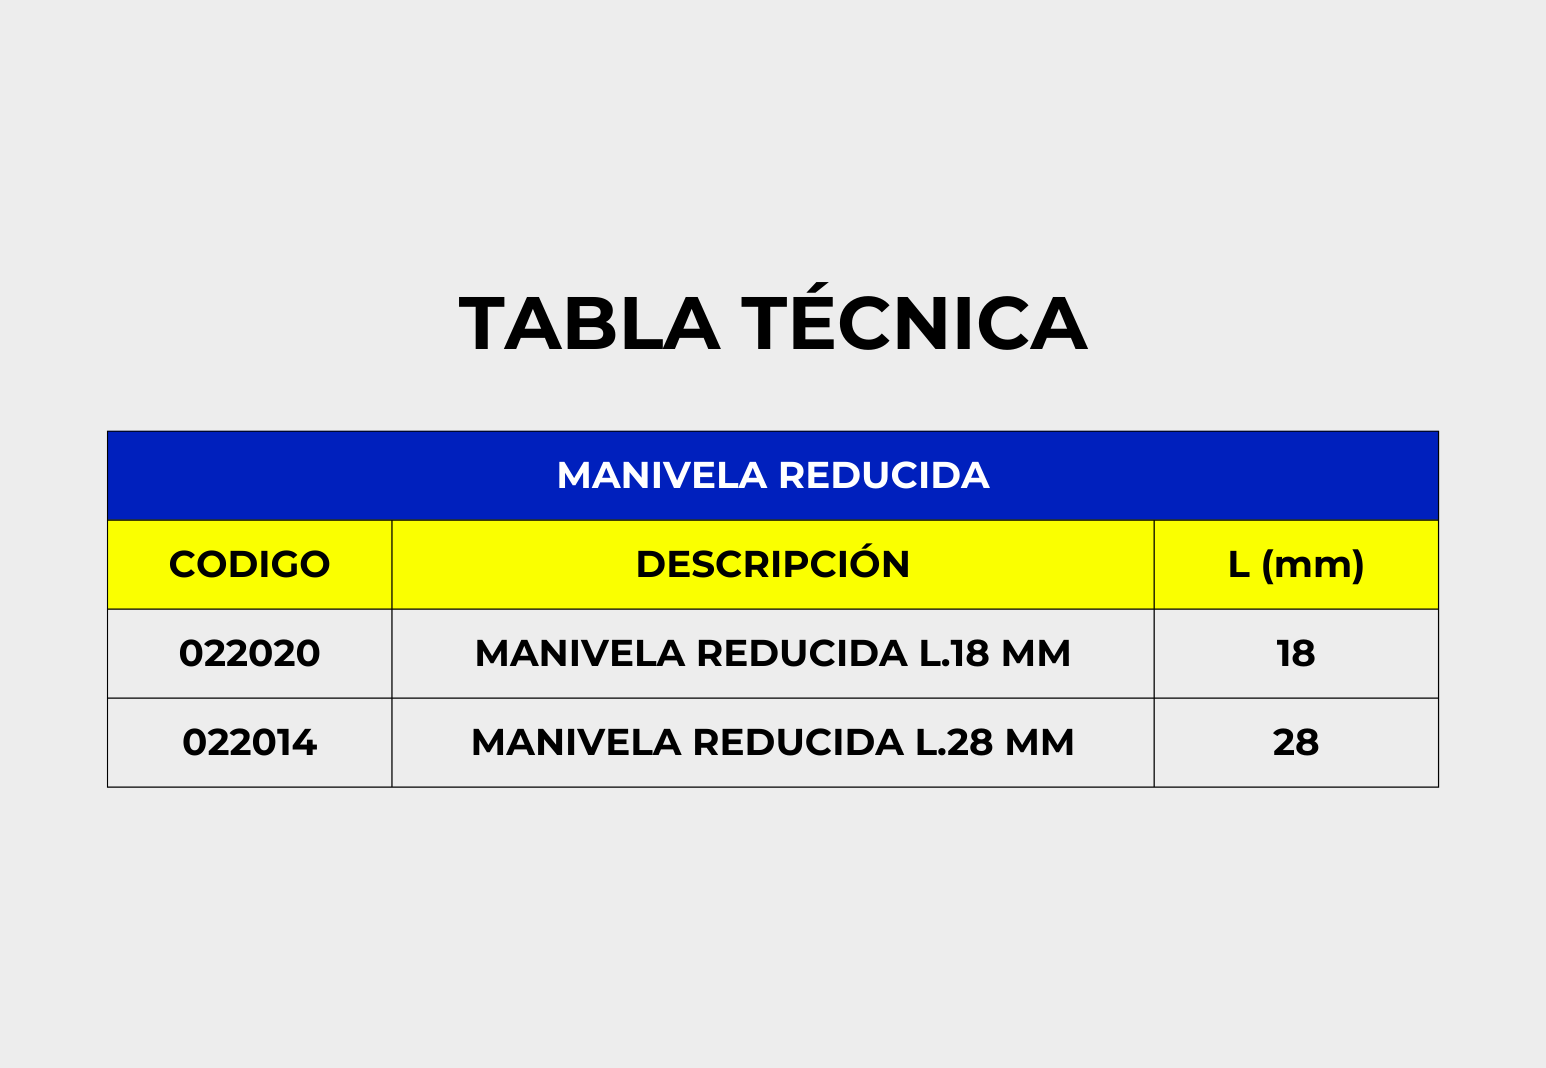 TABLA TÉCNICA
MANIVELA REDUCIDA
CODIGO DESCRIPCIÓN L (mm)
022020 MANIVELA REDUCIDA L.18 MM 18
022014 MANIVELA REDUCIDA L.28 MM 28